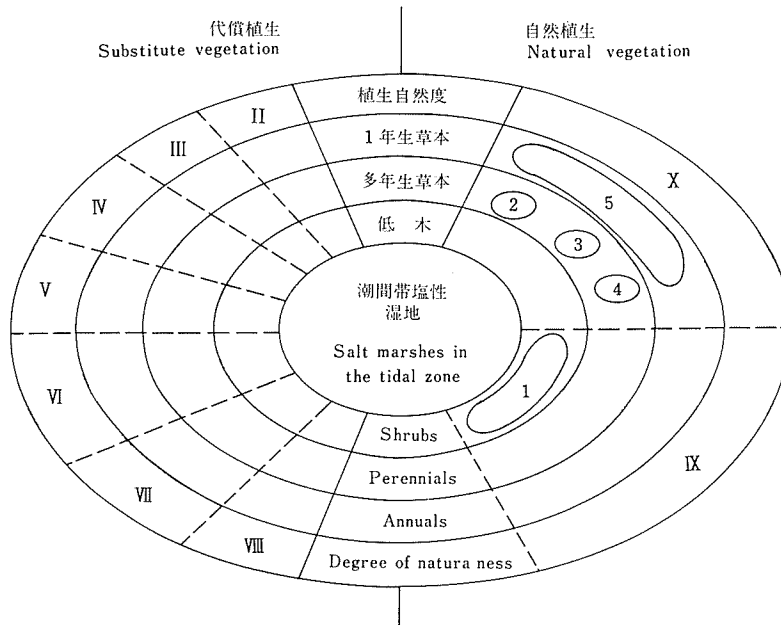 代償植生
Substitute vegetation
自然植生
Natural vegetation
植生自然度
1年生草本
多年生草本
低 木
潮間帯塩性
湿地
Salt marshes in
the tidal zone
Shrubs
Perennials
Annuals
Degree of natura ness
II
III
IV
V
VI
VII
VIII
IX
X
1
2
3
4
5